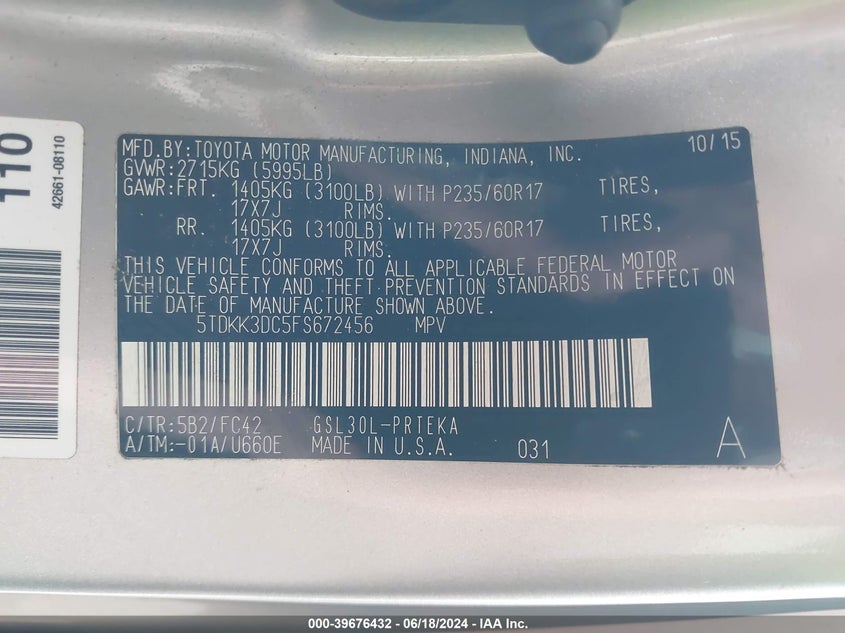 MFD.BY:TOYOTA MOTOR MANUFACTURING, INDIANA, INC. 10/15
GVWR:2715KG (5995LB)
GAWR:FRT. 1405KG (3100LB) WITH P235/60R17 TIRES,
17X7J RIMS.
RR. 1405KG (3100LB) WITH P235/60R17 TIRES,
17X7J RIMS.
THIS VEHICLE CONFORMS TO ALL APPLICABLE FEDERAL MOTOR
VEHICLE SAFETY AND THEFT PREVENTION STANDARDS IN EFFECT ON
THE DATE OF MANUFACTURE SHOWN ABOVE.
5TDKK3DC5FS672456 MPV
C/TR:5B2/FC42 GSL30L-PRTEKA
A/TM:-01A/U660E MADE IN U.S.A. 031 A
110
42661-08110
000-39676432 - 06/18/2024 - IAA Inc.